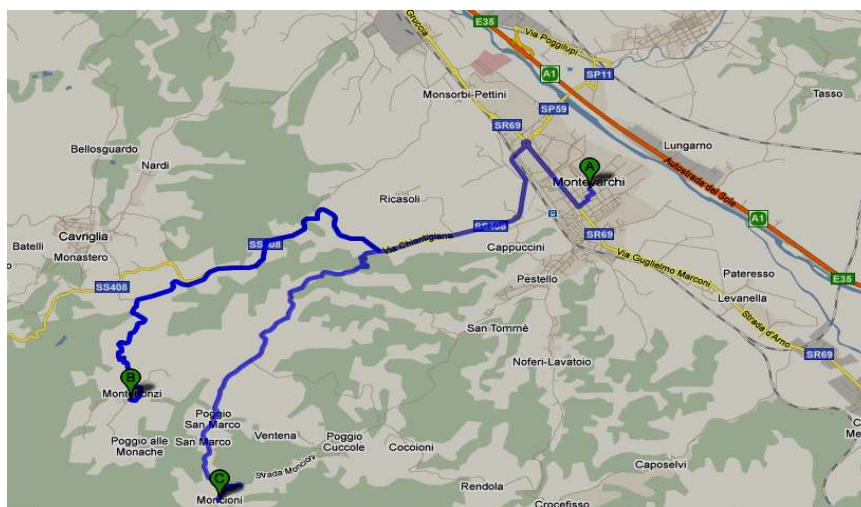 E35
Via Poggilupi
Gruccia
A1
SP11
Tasso
Monsorbi-Pettini
SP59
SR69
Lungarno
Bellosguardo
Nardi
A
Montevarchi
Autostrada del Sole
Ricasoli
Cavriglia
Batelli
Monastero
SS408
Via Chiantigiana
SS408
Cappuccini
SR69
A1
Via Guglielmo Marconi
Pateresso
E35
SS408
Pestello
Levanella
San Tommè
Strada d'Arno
SR69
Noferi-Lavatoio
B
Poggio
San Marco
San Marco
Ventena
Poggio
Cuccole
Cocoioni
Poggio alle
Monache
Strada Moncioni
Caposelvi
C
Moncioni
Rendola
Crocefisso